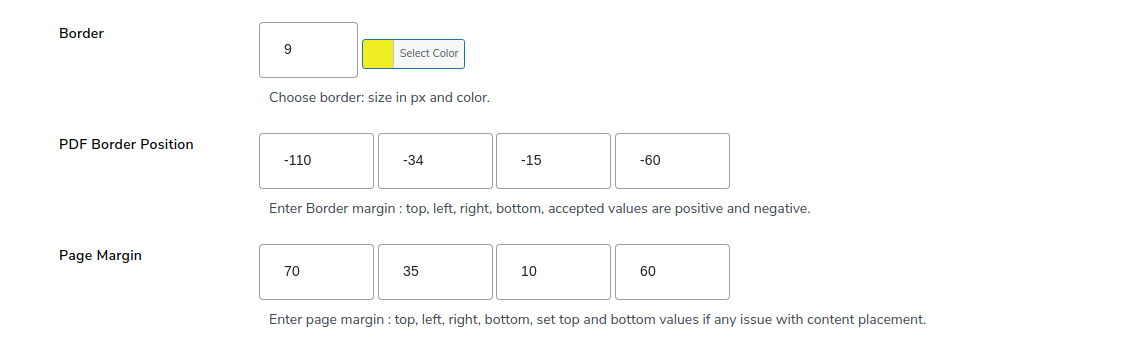 Border
9
Select Color
Choose border: size in px and color.
PDF Border Position
-110 -34 -15 -60
Enter Border margin : top, left, right, bottom, accepted values are positive and negative.
Page Margin
70 35 10 60
Enter page margin : top, left, right, bottom, set top and bottom values if any issue with content placement.